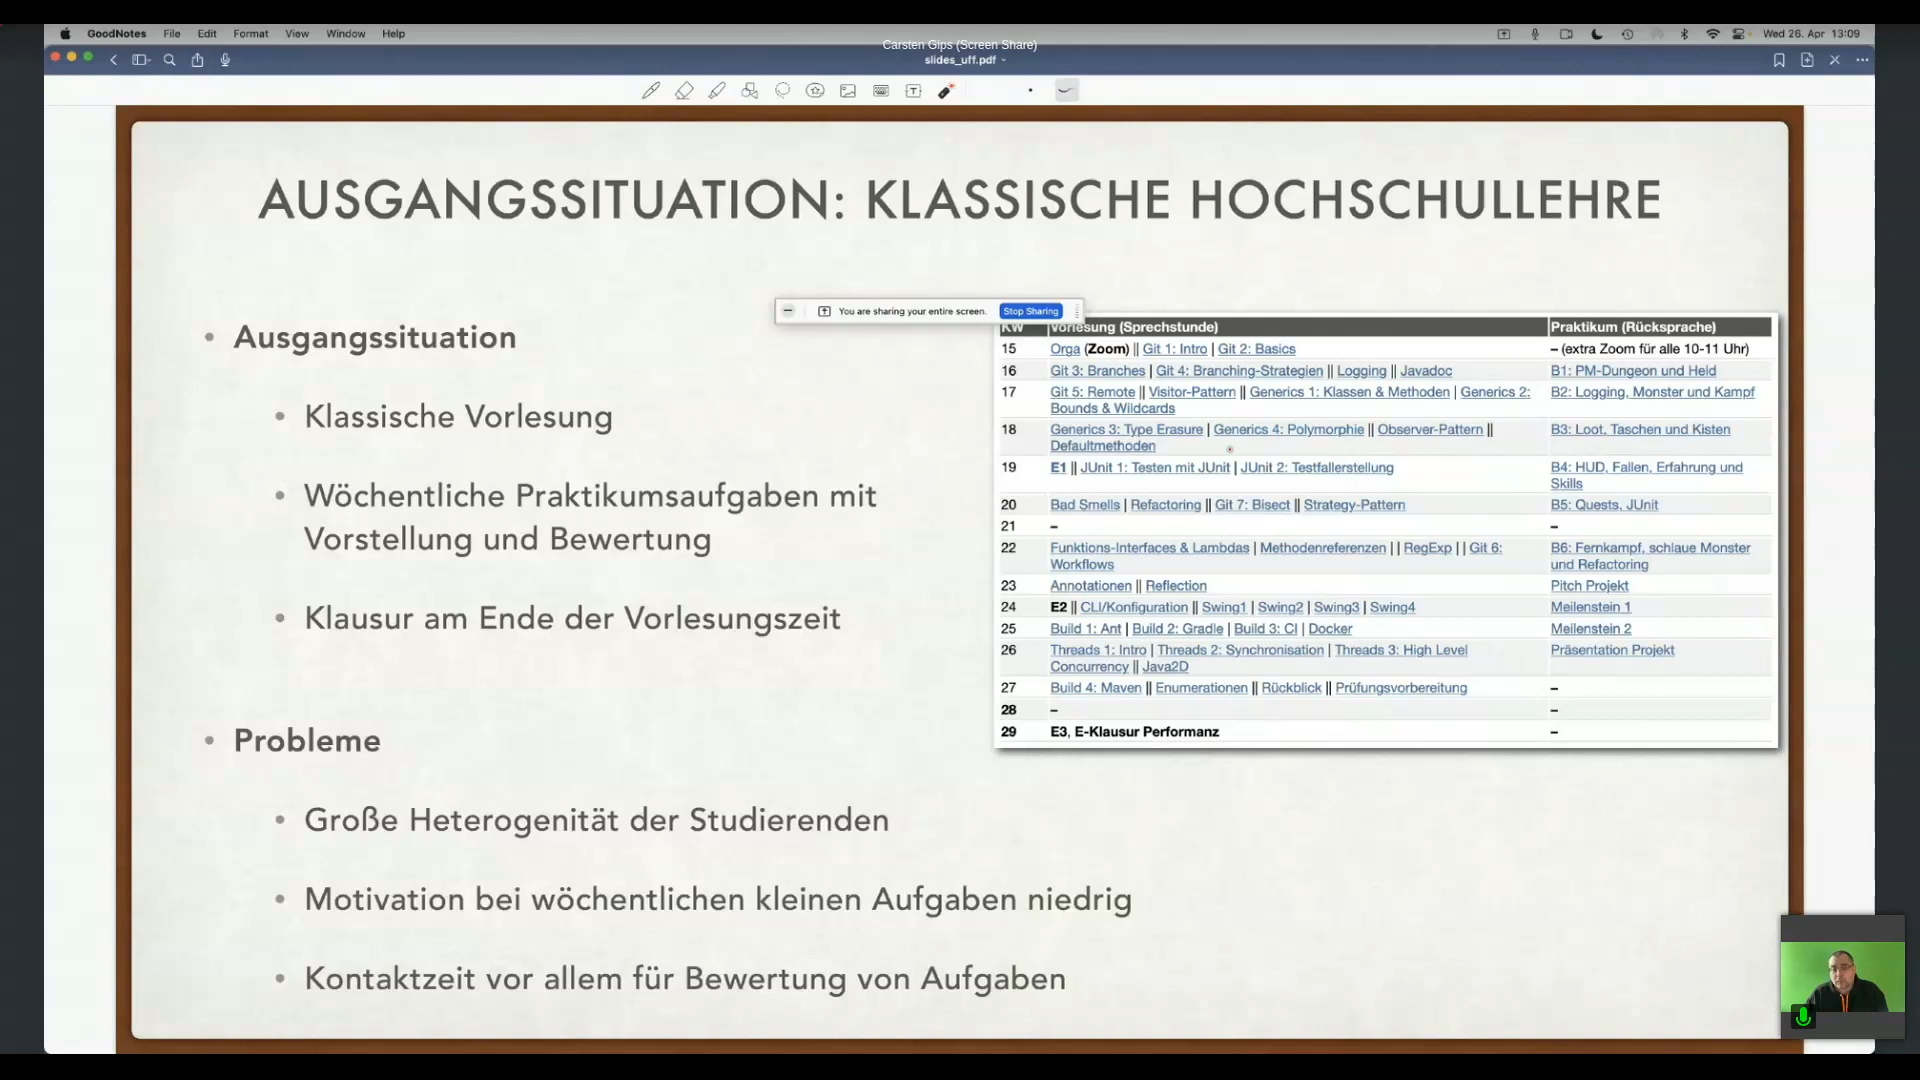 GoodNotes File Edit Format View Window Help
Wed 26. Apr 13:09
Carsten Gips (Screen Share)
slides_uff.pdf
AUSGANGSSITUATION: KLASSISCHE HOCHSCHULLEHRE
You are sharing your entire screen. Stop Sharing
• Ausgangssituation
• Klassische Vorlesung
• Wöchentliche Praktikumsaufgaben mit
Vorstellung und Bewertung
• Klausur am Ende der Vorlesungszeit
• Probleme
• Große Heterogenität der Studierenden
• Motivation bei wöchentlichen kleinen Aufgaben niedrig
• Kontaktzeit vor allem für Bewertung von Aufgaben
KW Vorlesung (Sprechstunde) Praktikum (Rücksprache)
15 Orga (Zoom) || Git 1: Intro | Git 2: Basics – (extra Zoom für alle 10-11 Uhr)
16 Git 3: Branches | Git 4: Branching-Strategien || Logging || Javadoc B1: PM-Dungeon und Held
17 Git 5: Remote || Visitor-Pattern || Generics 1: Klassen & Methoden | Generics 2: B2: Logging, Monster und Kampf
Bounds & Wildcards
18 Generics 3: Type Erasure | Generics 4: Polymorphie || Observer-Pattern || B3: Loot, Taschen und Kisten
Defaultmethoden
19 E1 || JUnit 1: Testen mit JUnit | JUnit 2: Testfallerstellung B4: HUD, Fallen, Erfahrung und
Skills
20 Bad Smells | Refactoring || Git 7: Bisect || Strategy-Pattern B5: Quests, JUnit
21 – –
22 Funktions-Interfaces & Lambdas | Methodenreferenzen | | RegExp | | Git 6: B6: Fernkampf, schlaue Monster
Workflows und Refactoring
23 Annotationen || Reflection Pitch Projekt
24 E2 || CLI/Konfiguration || Swing1 | Swing2 | Swing3 | Swing4 Meilenstein 1
25 Build 1: Ant | Build 2: Gradle | Build 3: CI | Docker Meilenstein 2
26 Threads 1: Intro | Threads 2: Synchronisation | Threads 3: High Level Präsentation Projekt
Concurrency || Java2D
27 Build 4: Maven || Enumerationen || Rückblick || Prüfungsvorbereitung –
28 – –
29 E3, E-Klausur Performanz –